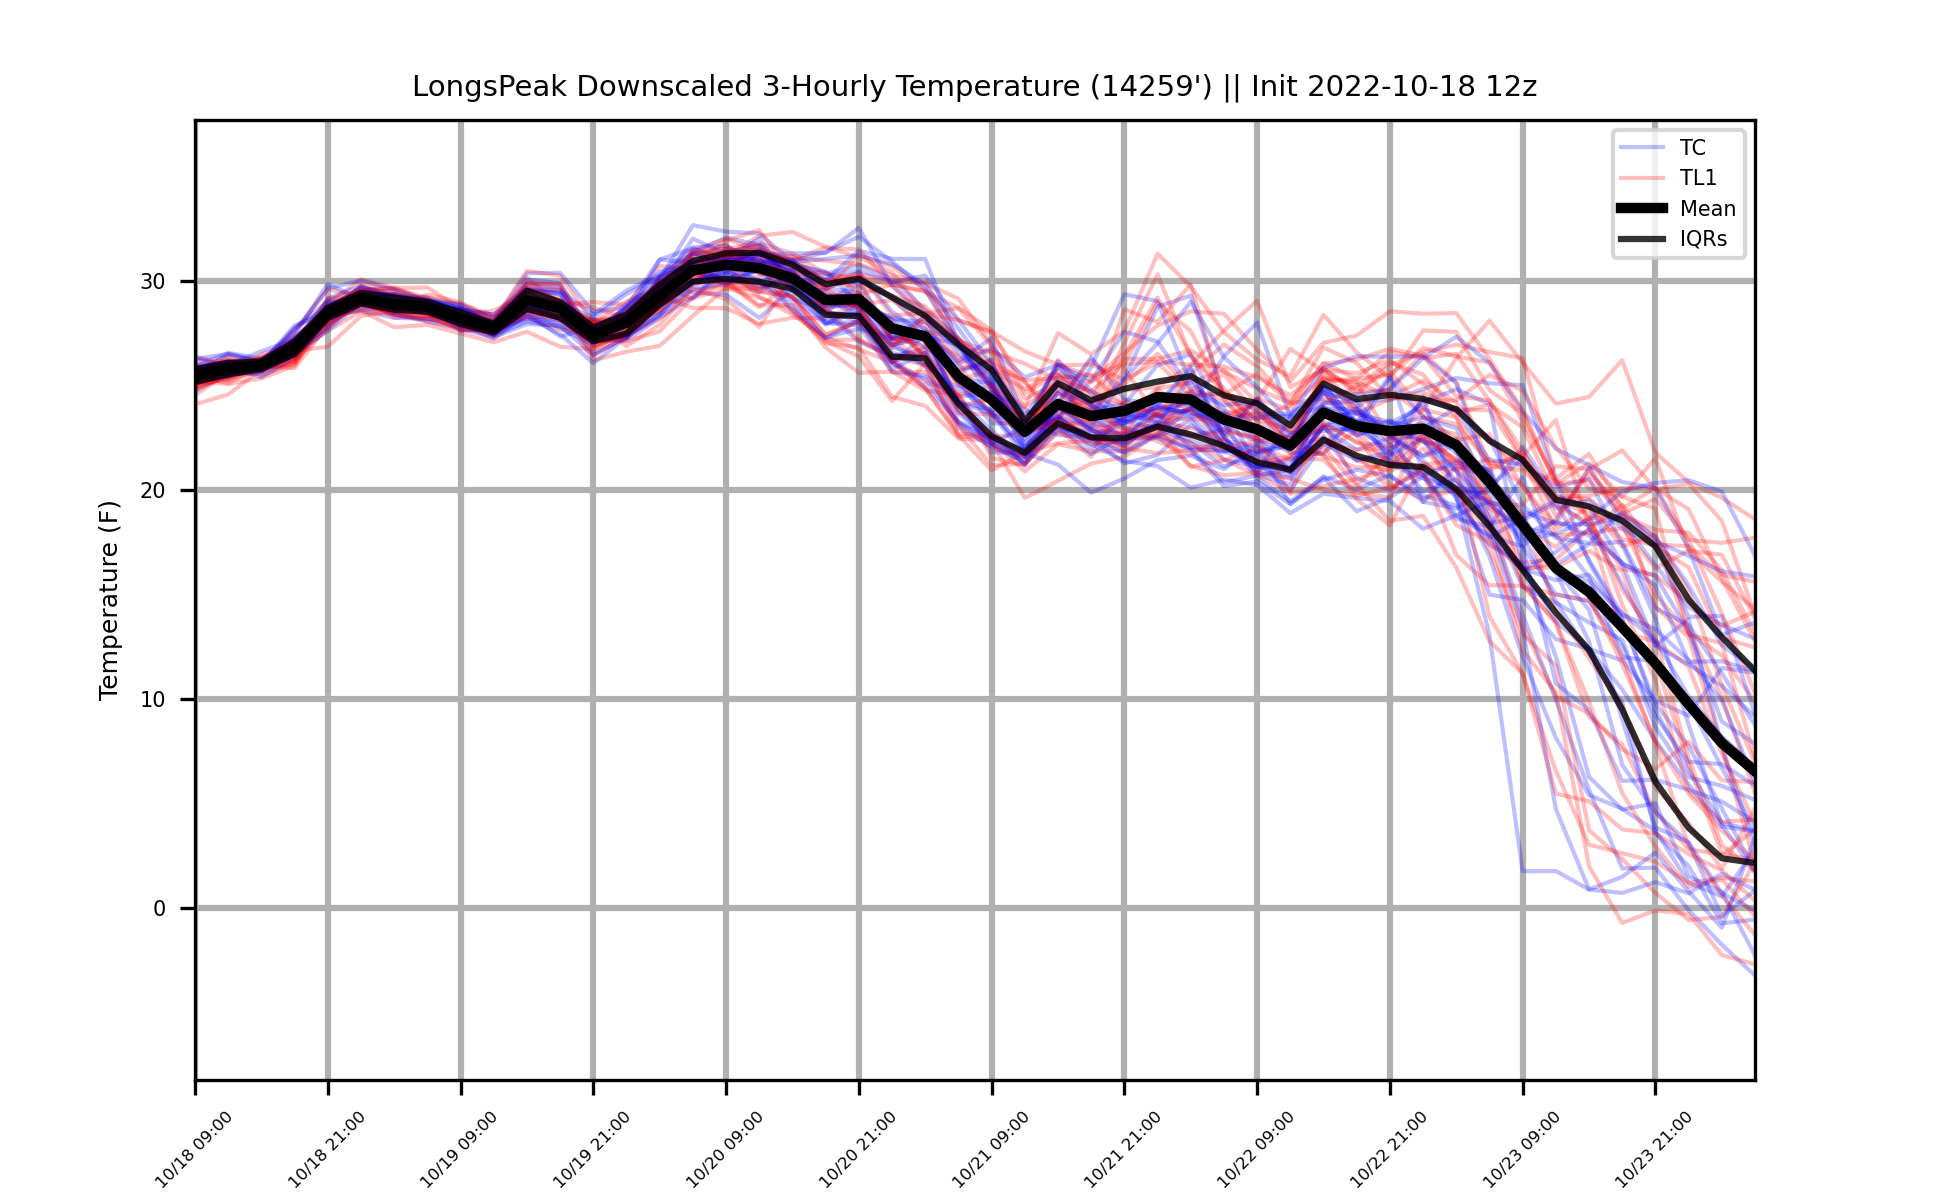 LongsPeak Downscaled 3-Hourly Temperature (14259') || Init 2022-10-18 12z
TC
TL1
Mean
IQRs
Temperature (F)
30
20
10
0
10/18 09:00
10/18 21:00
10/19 09:00
10/19 21:00
10/20 09:00
10/20 21:00
10/21 09:00
10/21 21:00
10/22 09:00
10/22 21:00
10/23 09:00
10/23 21:00